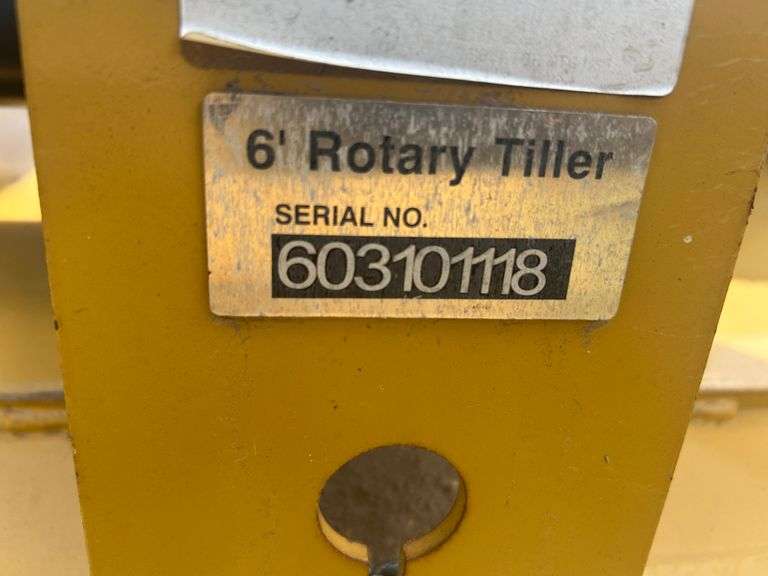 6' Rotary Tiller
SERIAL NO.
603101118